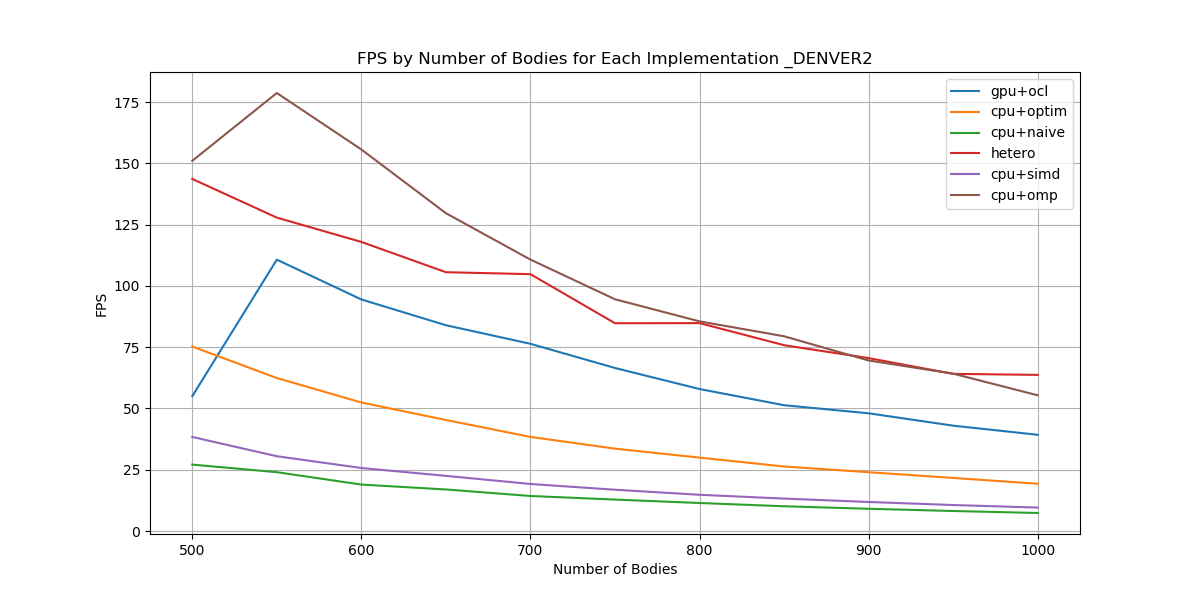 FPS by Number of Bodies for Each Implementation _DENVER2
gpu+ocl
cpu+optim
cpu+naive
hetero
cpu+simd
cpu+omp
FPS
175
150
125
100
75
50
25
0
500 600 700 800 900 1000
Number of Bodies